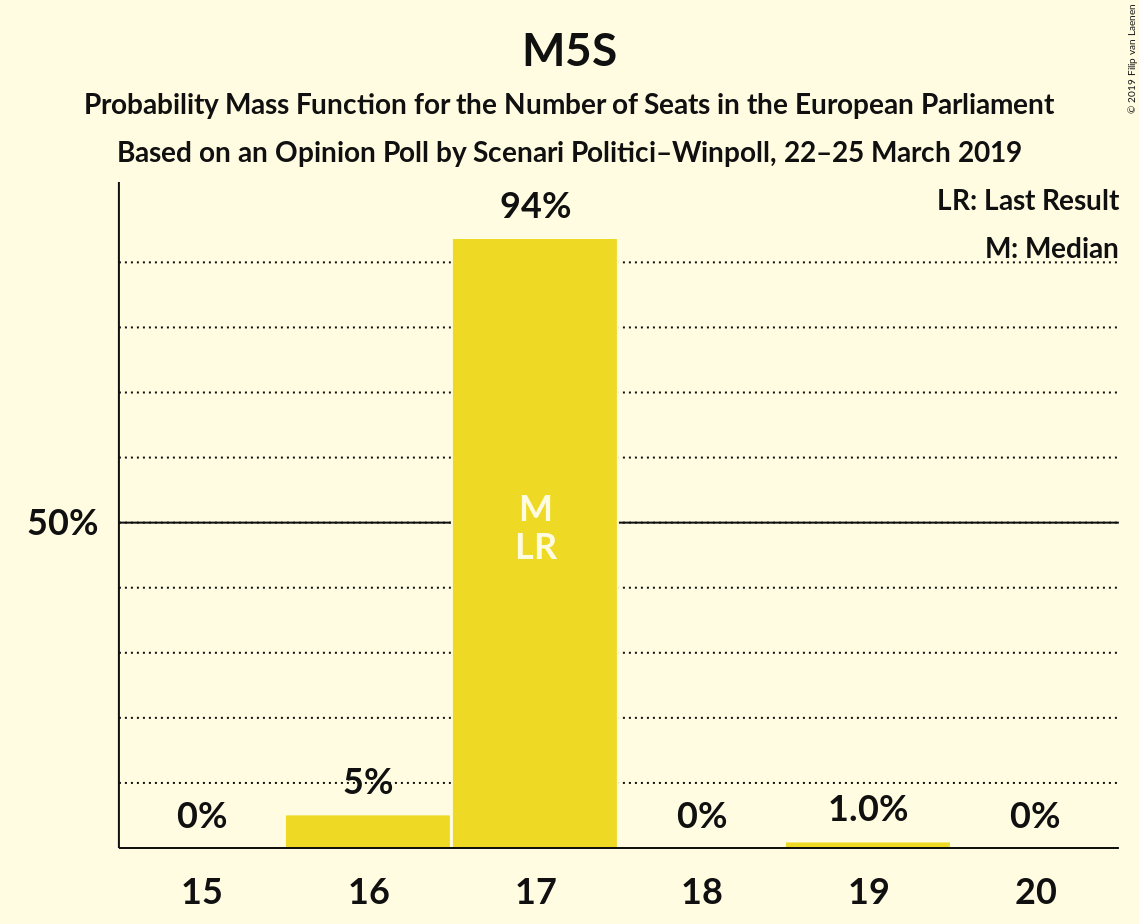 M5S
Probability Mass Function for the Number of Seats in the European Parliament
Based on an Opinion Poll by Scenari Politici–Winpoll, 22–25 March 2019
© 2019 Filip van Laenen
LR: Last Result
M: Median
94%
50%
M
LR
0%
5%
0%
1.0%
0%
15 16 17 18 19 20